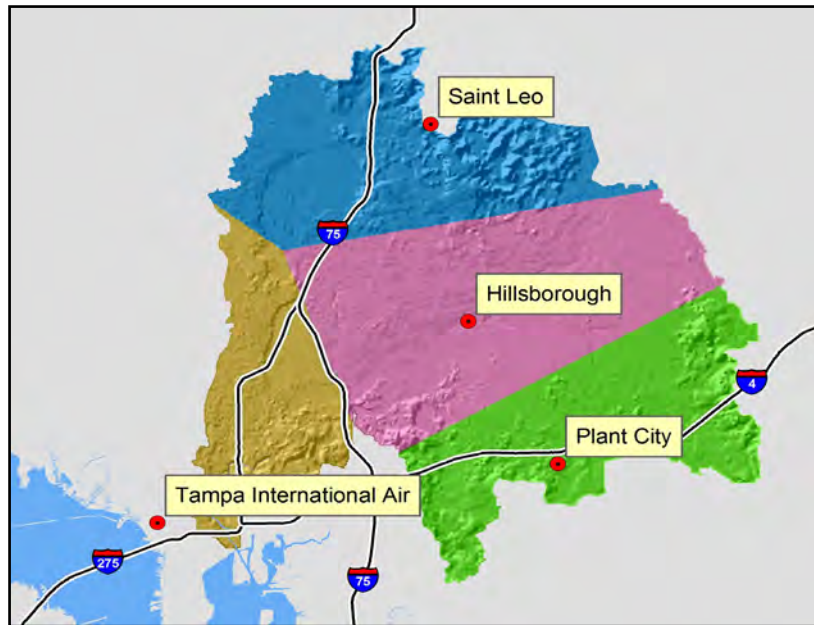 Saint Leo
75
Hillsborough
4
Plant City
Tampa International Air
275
75